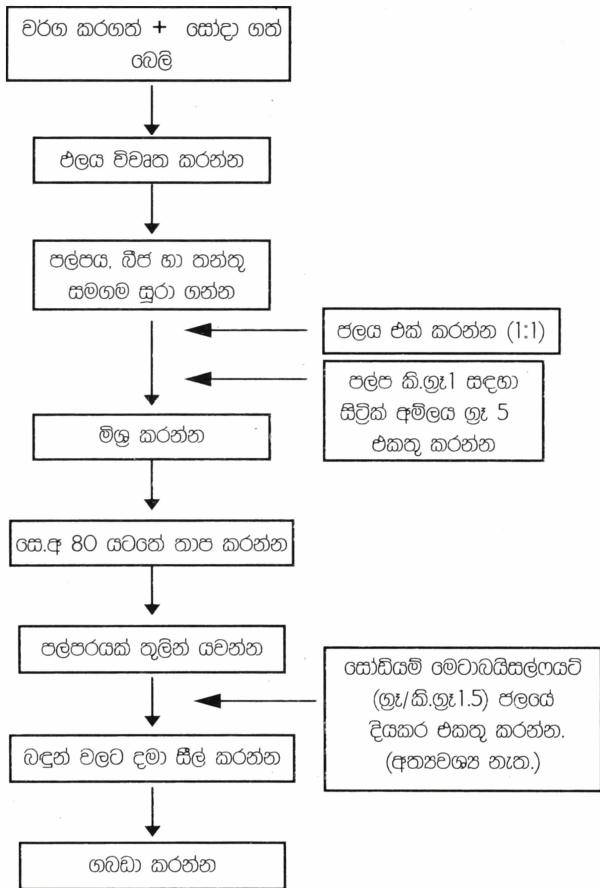 වර්ග කරගත් + සෝදා ගත්
බෙලි
ඵලය විවෘත කරන්න
පල්පය, බීජ හා තන්තු
සමගම සූරා ගන්න
ජලය එක් කරන්න (1:1)
පල්ප කි.ග්‍රෑ1 සඳහා
සිට්‍රික් අම්ලය ග්‍රෑ 5
එකතු කරන්න
මිශ්‍ර කරන්න
සෙ.අ 80 යටතේ තාප කරන්න
පල්පරයක් තුලින් යවන්න
සෝඩියම් මෙටාබයිසල්ෆයට්
(ග්‍රෑ/කි.ග්‍රෑ1.5) ජලයේ
දියකර එකතු කරන්න.
(අත්‍යවශ්‍ය නැත.)
බඳුන් වලට දමා සීල් කරන්න
ගබඩා කරන්න